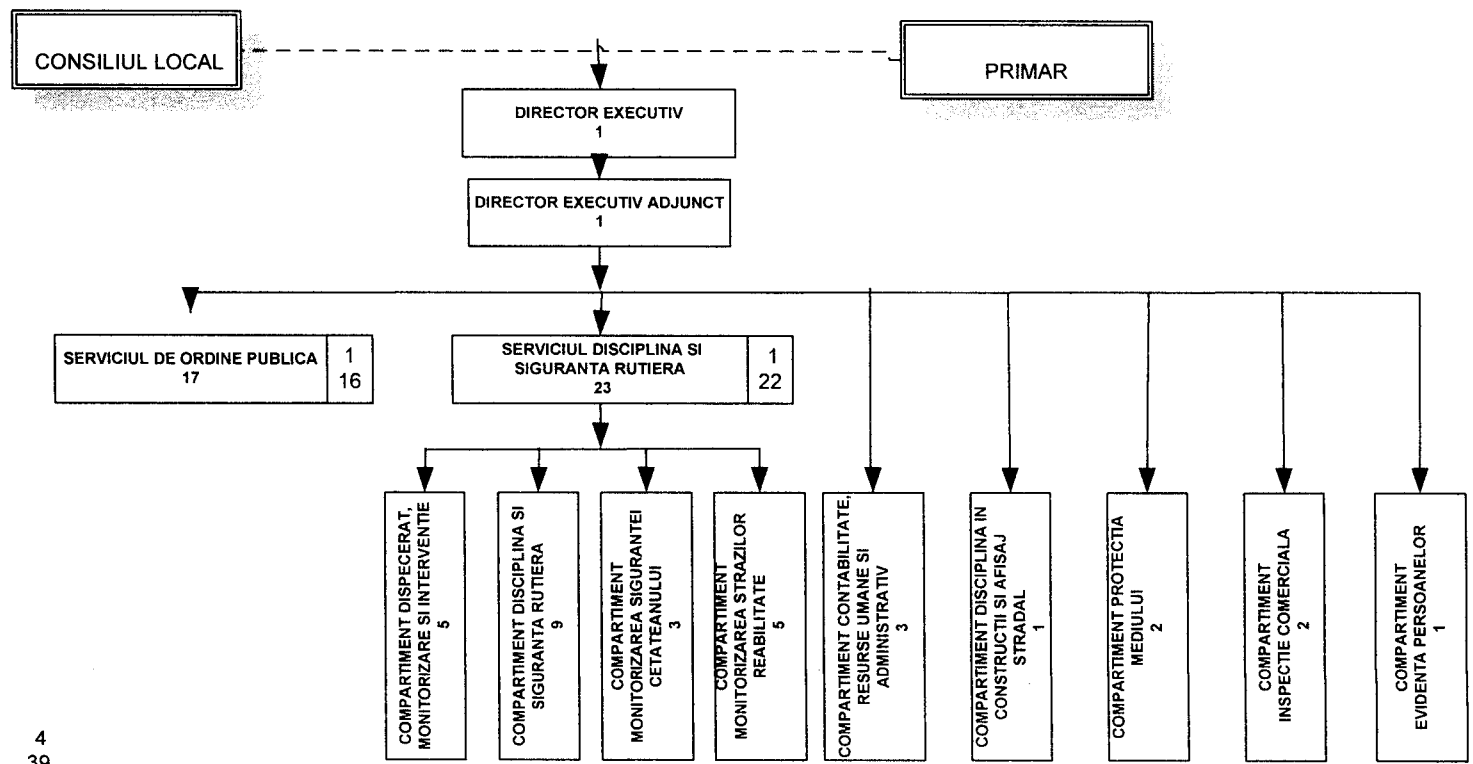 CONSILIUL LOCAL
PRIMAR
DIRECTOR EXECUTIV
1
DIRECTOR EXECUTIV ADJUNCT
1
SERVICIUL DE ORDINE PUBLICA
17
1
16
SERVICIUL DISCIPLINA SI
SIGURANTA RUTIERA
23
1
22
COMPARTIMENT DISPECERAT,
MONITORIZARE SI INTERVENTIE
5
COMPARTIMENT DISCIPLINA SI
SIGURANTA RUTIERA
9
COMPARTIMENT
MONITORIZAREA SIGURANTEI
CETATEANULUI
3
COMPARTIMENT
MONITORIZAREA STRAZILOR
REABILITATE
5
COMPARTIMENT CONTABILITATE,
RESURSE UMANE SI
ADMINISTRATIV
3
COMPARTIMENT DISCIPLINA IN
CONSTRUCTII SI AFISAJ
STRADAL
1
COMPARTIMENT PROTECTIA
MEDIULUI
2
COMPARTIMENT
INSPECTIE COMERCIALA
2
COMPARTIMENT
EVIDENTA PERSOANELOR
1
4
39